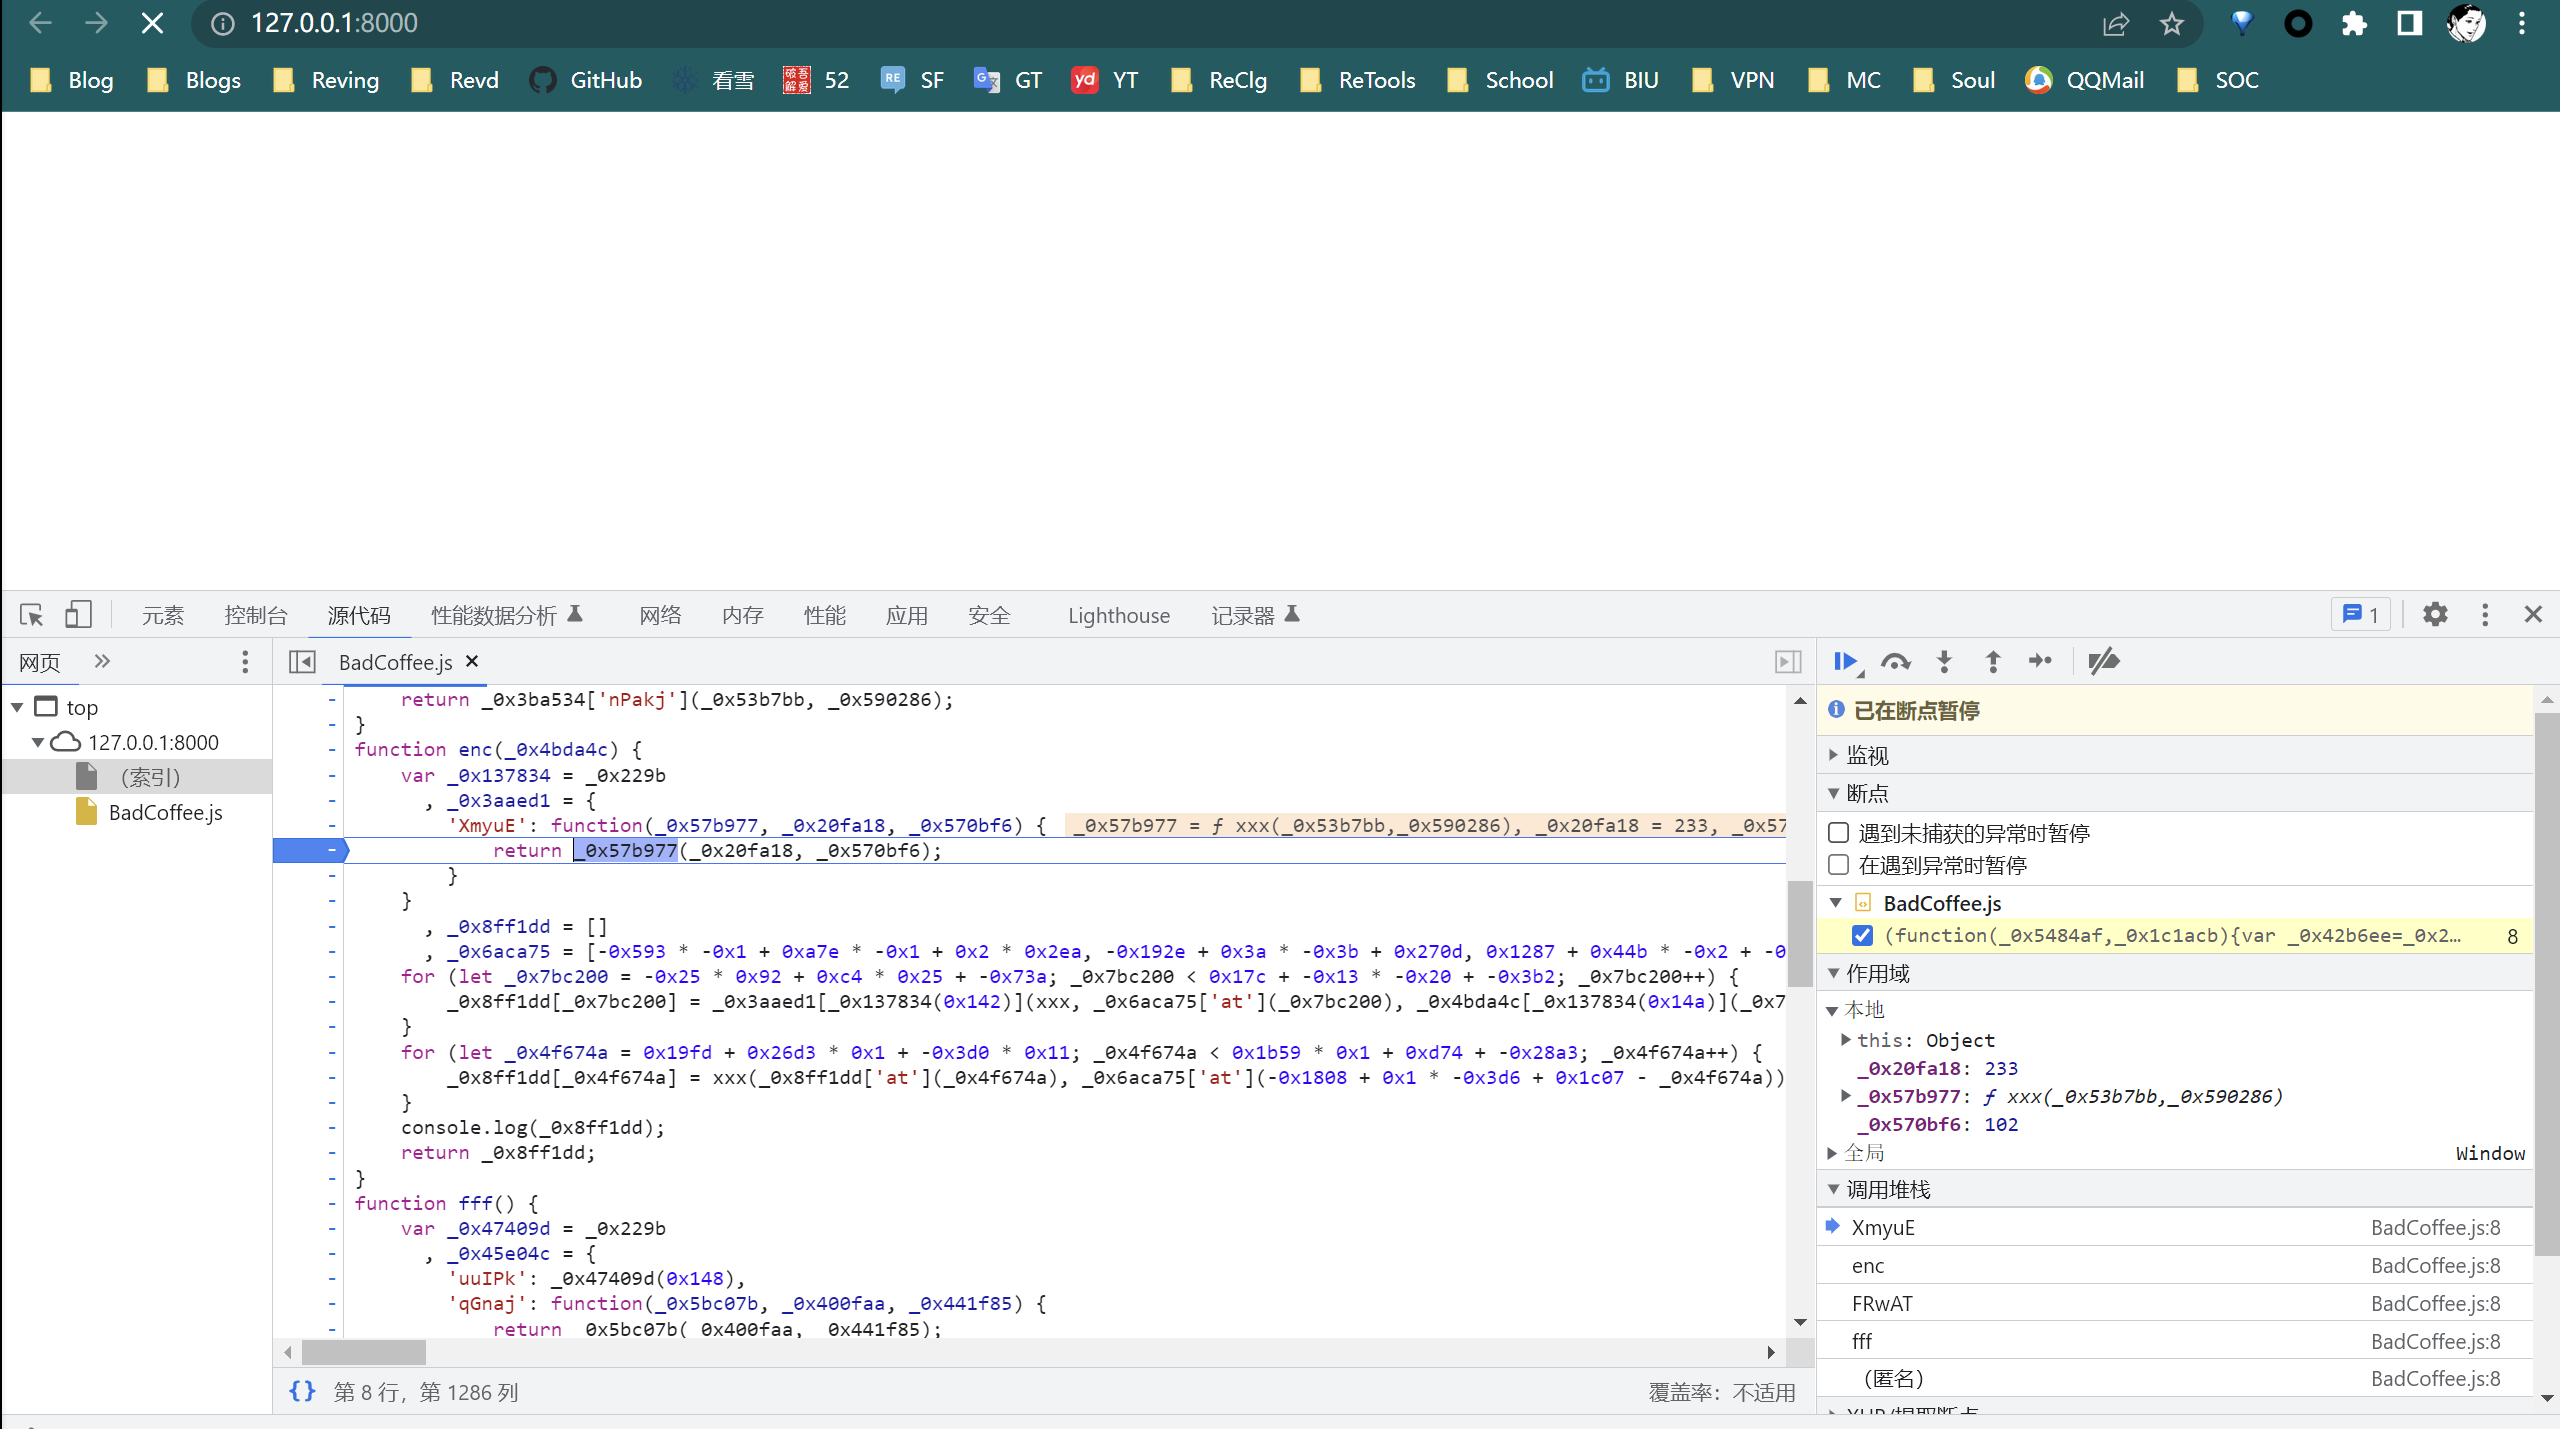 127.0.0.1:8000
Blog Blogs Reving Revd GitHub 看雪 破解吾爱 52 RE SF GT yd YT ReClg ReTools School BIU VPN MC Soul QQMail SOC
元素 控制台 源代码 性能数据分析 网络 内存 性能 应用 安全 Lighthouse 记录器 1
网页
top
127.0.0.1:8000
（索引）
BadCoffee.js
BadCoffee.js
return _0x3ba534['nPakj'](_0x53b7bb, _0x590286);
}
function enc(_0x4bda4c) {
var _0x137834 = _0x229b
, _0x3aaed1 = {
'XmyuE': function(_0x57b977, _0x20fa18, _0x570bf6) { _0x57b977 = ƒ xxx(_0x53b7bb,_0x590286), _0x20fa18 = 233, _0x57
return _0x57b977(_0x20fa18, _0x570bf6);
}
}
, _0x8ff1dd = []
, _0x6aca75 = [-0x593 * -0x1 + 0xa7e * -0x1 + 0x2 * 0x2ea, -0x192e + 0x3a * -0x3b + 0x270d, 0x1287 + 0x44b * -0x2 + -0
for (let _0x7bc200 = -0x25 * 0x92 + 0xc4 * 0x25 + -0x73a; _0x7bc200 < 0x17c + -0x13 * -0x20 + -0x3b2; _0x7bc200++) {
_0x8ff1dd[_0x7bc200] = _0x3aaed1[_0x137834(0x142)](xxx, _0x6aca75['at'](_0x7bc200), _0x4bda4c[_0x137834(0x14a)](_0x7
}
for (let _0x4f674a = 0x19fd + 0x26d3 * 0x1 + -0x3d0 * 0x11; _0x4f674a < 0x1b59 * 0x1 + 0xd74 + -0x28a3; _0x4f674a++) {
_0x8ff1dd[_0x4f674a] = xxx(_0x8ff1dd['at'](_0x4f674a), _0x6aca75['at'](-0x1808 + 0x1 * -0x3d6 + 0x1c07 - _0x4f674a))
}
console.log(_0x8ff1dd);
return _0x8ff1dd;
}
function fff() {
var _0x47409d = _0x229b
, _0x45e04c = {
'uuIPk': _0x47409d(0x148),
'qGnaj': function(_0x5bc07b, _0x400faa, _0x441f85) {
return _0x5bc07b(_0x400faa, _0x441f85);
{} 第 8 行，第 1286 列 覆盖率：不适用
已在断点暂停
监视
断点
遇到未捕获的异常时暂停
在遇到异常时暂停
BadCoffee.js
(function(_0x5484af,_0x1c1acb){var _0x42b6ee=_0x2… 8
作用域
本地
this: Object
_0x20fa18: 233
_0x57b977: ƒ xxx(_0x53b7bb,_0x590286)
_0x570bf6: 102
全局 Window
调用堆栈
XmyuE BadCoffee.js:8
enc BadCoffee.js:8
FRwAT BadCoffee.js:8
fff BadCoffee.js:8
（匿名） BadCoffee.js:8
XHR/提取断点